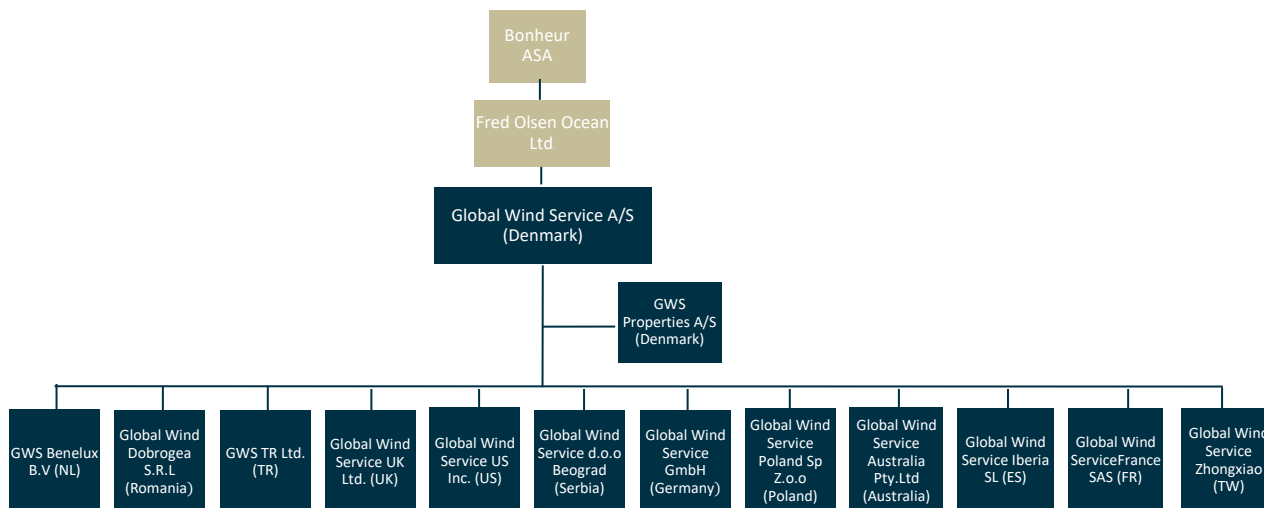 Bonheur
ASA
Fred Olsen Ocean
Ltd.
Global Wind Service A/S
(Denmark)
GWS
Properties A/S
(Denmark)
GWS Benelux
B.V (NL)
Global Wind
Dobrogea
S.R.L
(Romania)
GWS TR Ltd.
(TR)
Global Wind
Service UK
Ltd. (UK)
Global Wind
Service US
Inc. (US)
Global Wind
Service d.o.o
Beograd
(Serbia)
Global Wind
Service
GmbH
(Germany)
Global Wind
Service
Poland Sp
Z.o.o
(Poland)
Global Wind
Service
Australia
Pty.Ltd
(Australia)
Global Wind
Service Iberia
SL (ES)
Global Wind
ServiceFrance
SAS (FR)
Global Wind
Service
Zhongxiao
(TW)